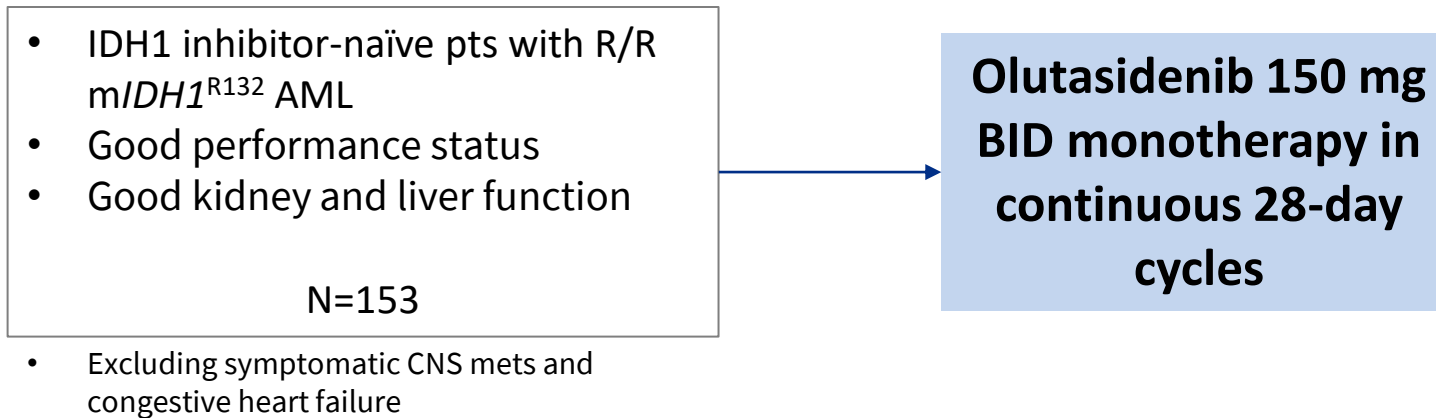 • IDH1 inhibitor-naïve pts with R/R
mIDH1R132 AML
• Good performance status
• Good kidney and liver function
N=153
• Excluding symptomatic CNS mets and
congestive heart failure
Olutasidenib 150 mg
BID monotherapy in
continuous 28-day
cycles